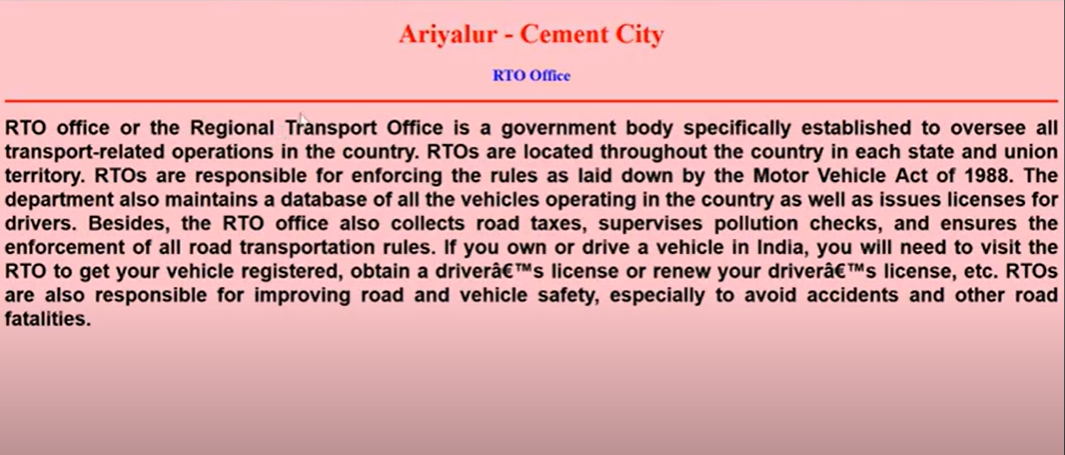 Ariyalur - Cement City
RTO Office
RTO office or the Regional Transport Office is a government body specifically established to oversee all
transport-related operations in the country. RTOs are located throughout the country in each state and union
territory. RTOs are responsible for enforcing the rules as laid down by the Motor Vehicle Act of 1988. The
department also maintains a database of all the vehicles operating in the country as well as issues licenses for
drivers. Besides, the RTO office also collects road taxes, supervises pollution checks, and ensures the
enforcement of all road transportation rules. If you own or drive a vehicle in India, you will need to visit the
RTO to get your vehicle registered, obtain a driverâ€™s license or renew your driverâ€™s license, etc. RTOs
are also responsible for improving road and vehicle safety, especially to avoid accidents and other road
fatalities.